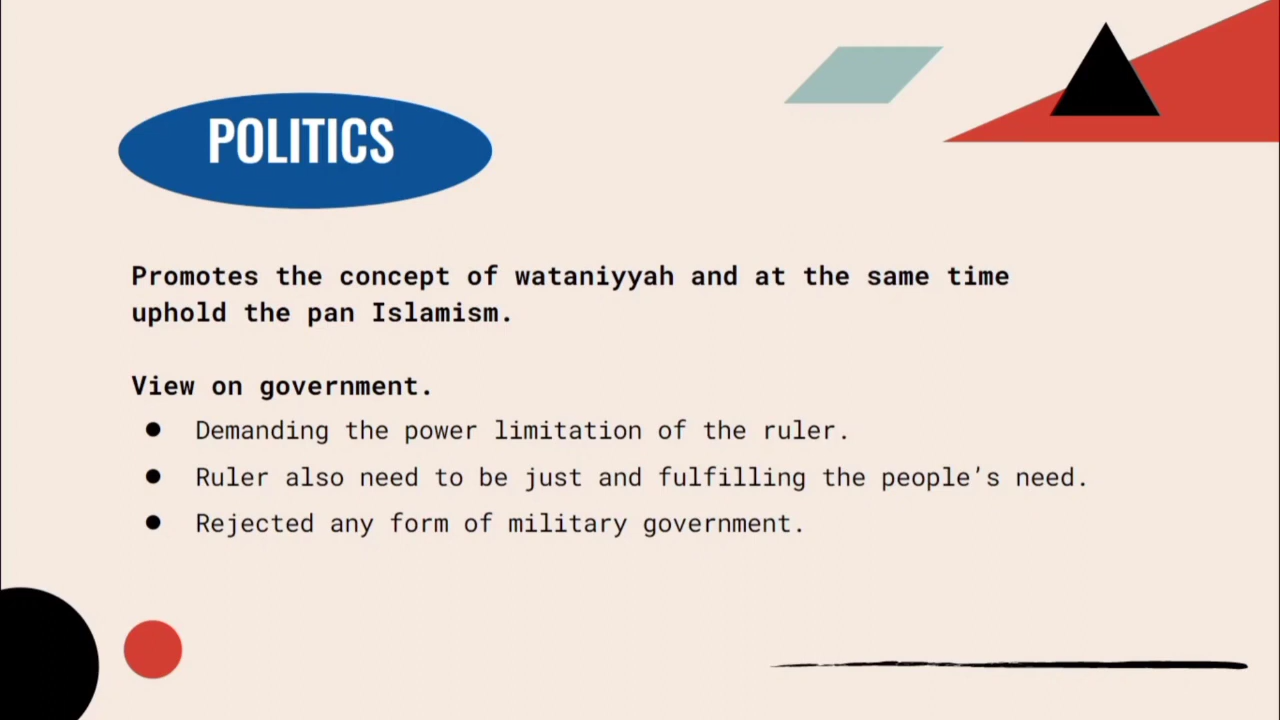 POLITICS
Promotes the concept of wataniyyah and at the same time
uphold the pan Islamism.
View on government.
● Demanding the power limitation of the ruler.
● Ruler also need to be just and fulfilling the people’s need.
● Rejected any form of military government.